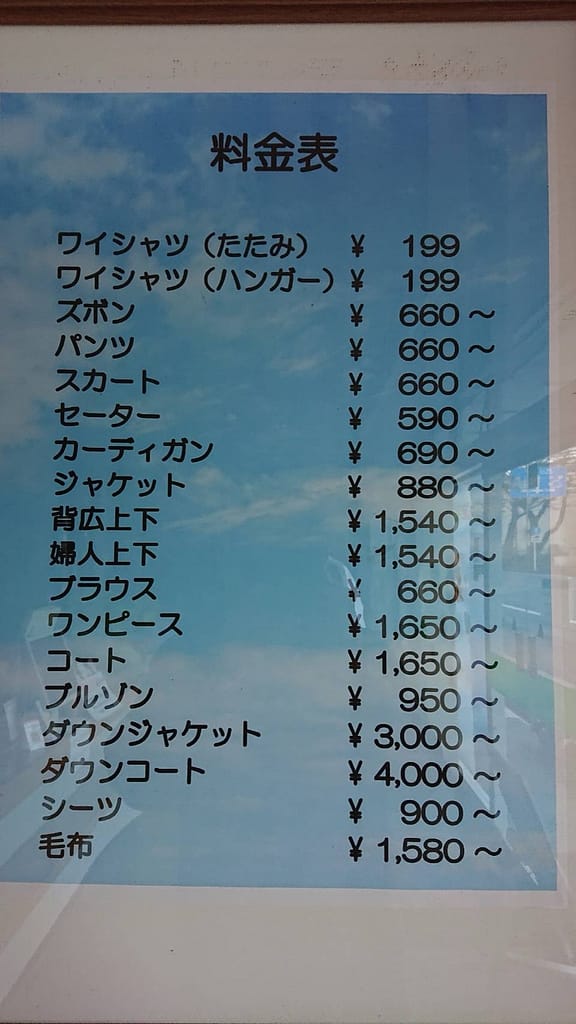 料金表
ワイシャツ（たたみ） ¥ 199
ワイシャツ（ハンガー） ¥ 199
ズボン ¥ 660～
パンツ ¥ 660～
スカート ¥ 660～
セーター ¥ 590～
カーディガン ¥ 690～
ジャケット ¥ 880～
背広上下 ¥ 1,540～
婦人上下 ¥ 1,540～
ブラウス ¥ 660～
ワンピース ¥ 1,650～
コート ¥ 1,650～
ブルゾン ¥ 950～
ダウンジャケット ¥ 3,000～
ダウンコート ¥ 4,000～
シーツ ¥ 900～
毛布 ¥ 1,580～